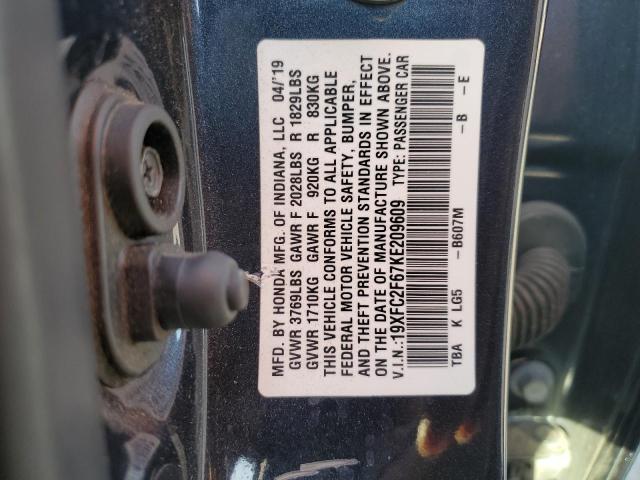 MFD. BY HONDA MFG. OF INDIANA, LLC 04/'19
GVWR 3769LBS GAWR F 2028LBS R 1829LBS
GVWR 1710KG GAWR F 920KG R 830KG
THIS VEHICLE CONFORMS TO ALL APPLICABLE
FEDERAL MOTOR VEHICLE SAFETY, BUMPER,
AND THEFT PREVENTION STANDARDS IN EFFECT
ON THE DATE OF MANUFACTURE SHOWN ABOVE.
V.I.N.:19XFC2F67KE209609 TYPE: PASSENGER CAR
TBA K LG5 –B607M –B –E